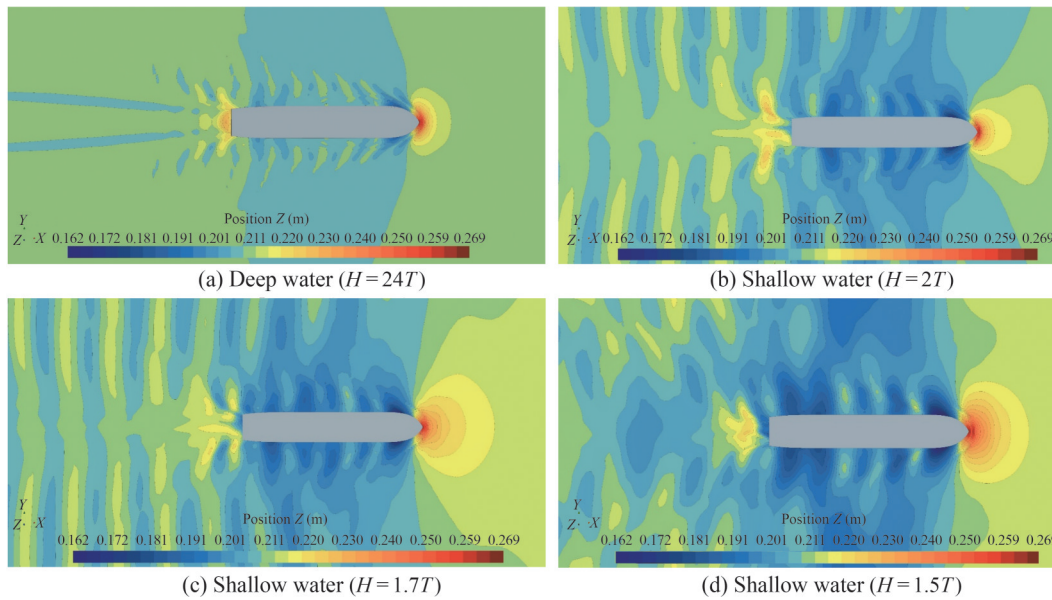 Y
Z X
Position Z (m)
0.162 0.172 0.181 0.191 0.201 0.211 0.220 0.230 0.240 0.250 0.259 0.269
(a) Deep water (H=24T)
Y
Z X
Position Z (m)
0.162 0.172 0.181 0.191 0.201 0.211 0.220 0.230 0.240 0.250 0.259 0.269
(b) Shallow water (H=2T)
Y
Z X
Position Z (m)
0.162 0.172 0.181 0.191 0.201 0.211 0.220 0.230 0.240 0.250 0.259 0.269
(c) Shallow water (H=1.7T)
Y
Z X
Position Z (m)
0.162 0.172 0.181 0.191 0.201 0.211 0.220 0.230 0.240 0.250 0.259 0.269
(d) Shallow water (H=1.5T)